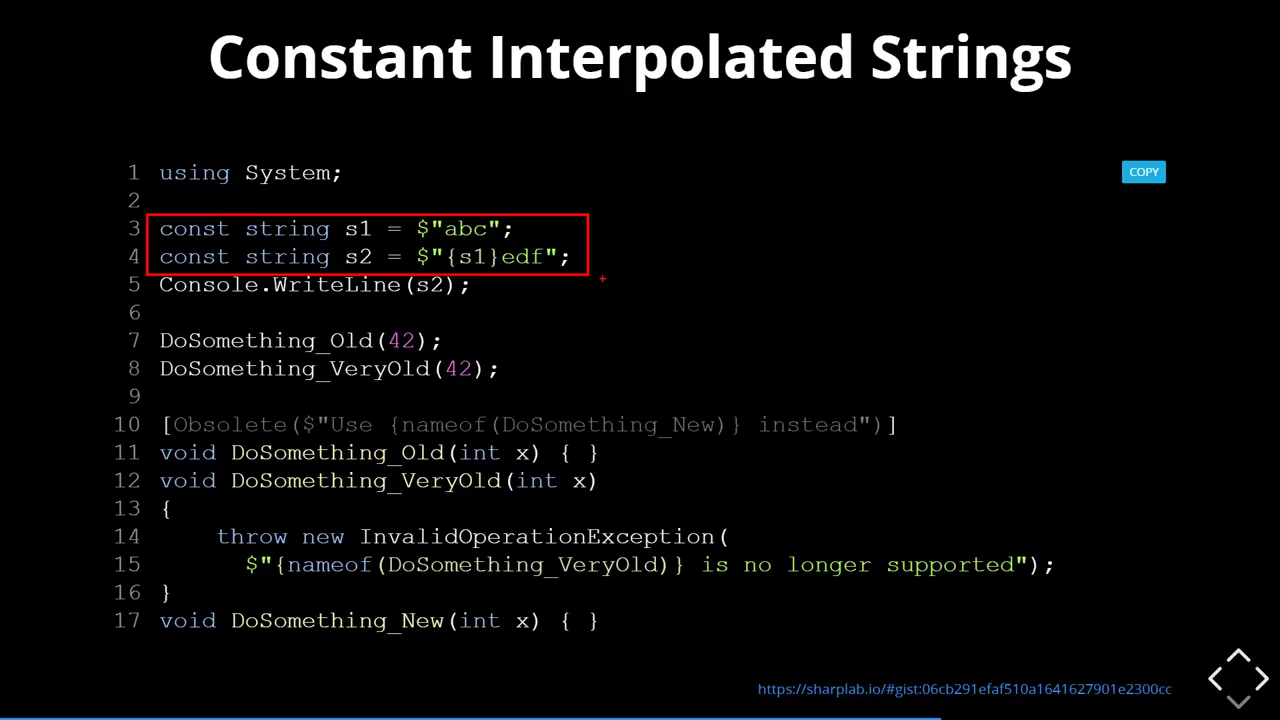 Constant Interpolated Strings
COPY
1 using System;
2
3 const string s1 = $"abc";
4 const string s2 = $"{s1}edf";
5 Console.WriteLine(s2);
6
7 DoSomething_Old(42);
8 DoSomething_VeryOld(42);
9
10 [Obsolete($"Use {nameof(DoSomething_New)} instead")]
11 void DoSomething_Old(int x) { }
12 void DoSomething_VeryOld(int x)
13 {
14     throw new InvalidOperationException(
15       $"{nameof(DoSomething_VeryOld)} is no longer supported");
16 }
17 void DoSomething_New(int x) { }
https://sharplab.io/#gist:06cb291efaf510a1641627901e2300cc